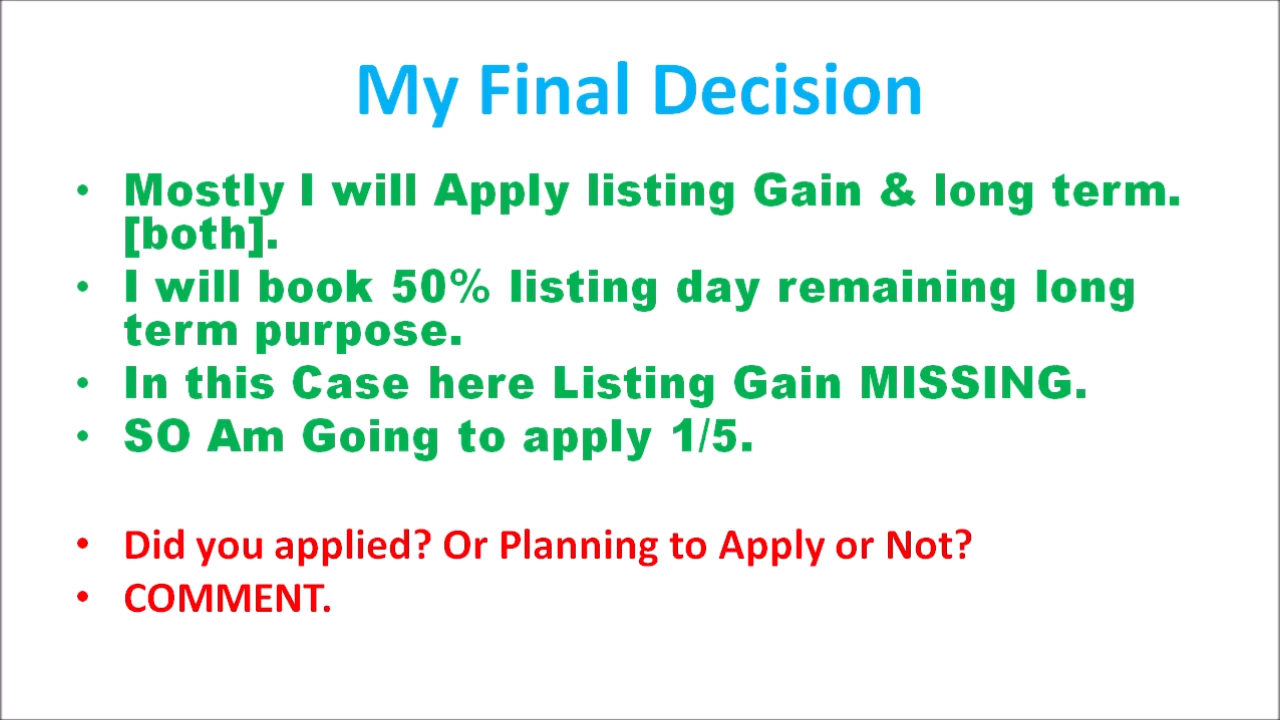 My Final Decision
• Mostly I will Apply listing Gain & long term.
[both].
• I will book 50% listing day remaining long
term purpose.
• In this Case here Listing Gain MISSING.
• SO Am Going to apply 1/5.
• Did you applied? Or Planning to Apply or Not?
• COMMENT.